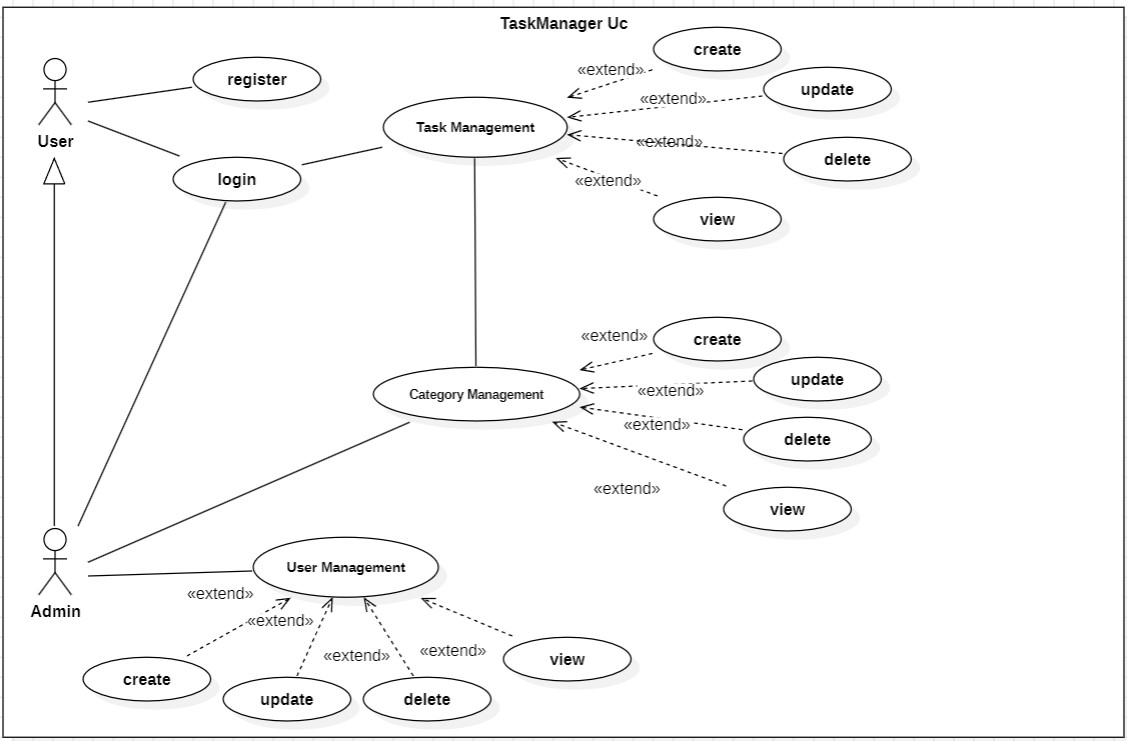 TaskManager Uc
create
«extend»
register
update
«extend»
Task Management
User
«extend»
delete
login
«extend»
view
«extend»
create
update
«extend»
Category Management
«extend»
delete
«extend»
view
User Management
«extend»
Admin
«extend»
«extend»
«extend»
view
create
update
delete